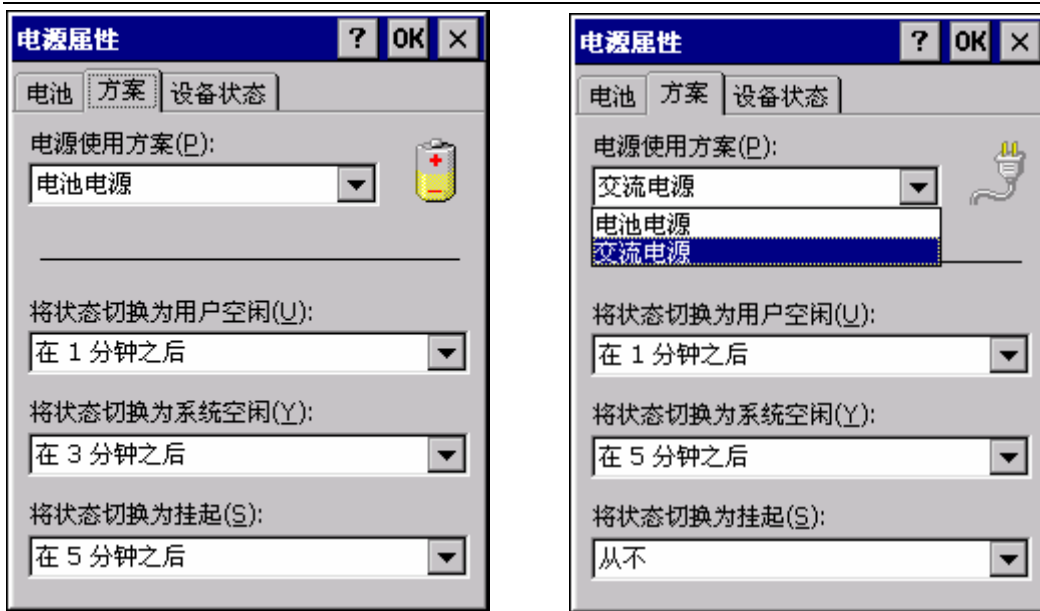 电源属性 ? OK ×
电池 方案 设备状态
电源使用方案(P):
电池电源
将状态切换为用户空闲(U):
在 1 分钟之后
将状态切换为系统空闲(Y):
在 3 分钟之后
将状态切换为挂起(S):
在 5 分钟之后
电源属性 ? OK ×
电池 方案 设备状态
电源使用方案(P):
交流电源
电池电源
交流电源
将状态切换为用户空闲(U):
在 1 分钟之后
将状态切换为系统空闲(Y):
在 5 分钟之后
将状态切换为挂起(S):
从不